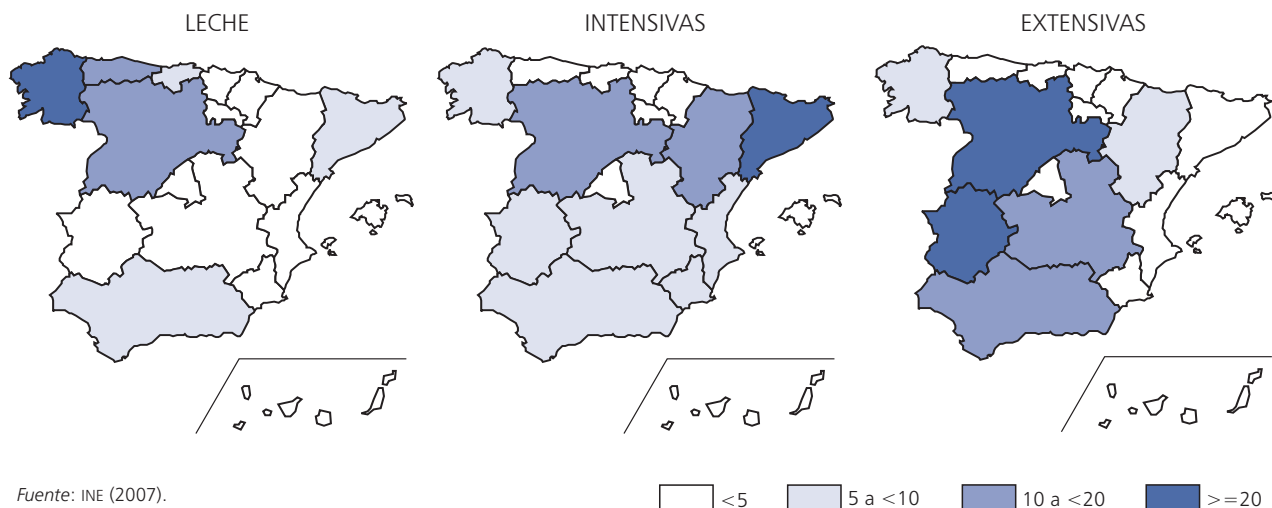 LECHE
INTENSIVAS
EXTENSIVAS
Fuente: INE (2007).
<5
5 a <10
10 a <20
>=20